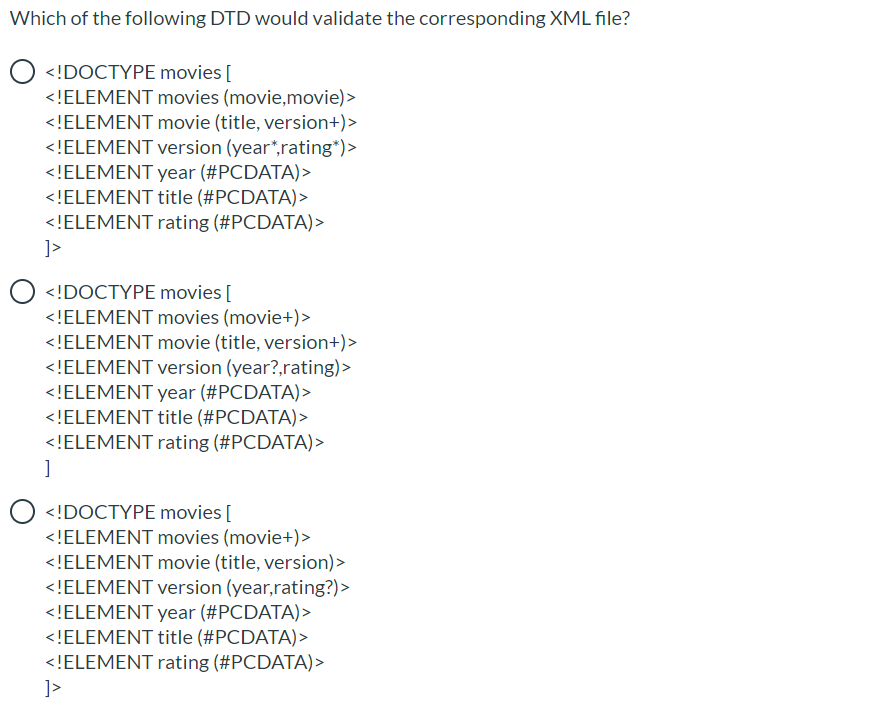 Which of the following DTD would validate the corresponding XML file?
<!DOCTYPE movies [
<!ELEMENT movies (movie,movie)>
<!ELEMENT movie (title, version+)>
<!ELEMENT version (year*,rating*)>
<!ELEMENT year (#PCDATA)>
<!ELEMENT title (#PCDATA)>
<!ELEMENT rating (#PCDATA)>
]>
<!DOCTYPE movies [
<!ELEMENT movies (movie+)>
<!ELEMENT movie (title, version+)>
<!ELEMENT version (year?,rating)>
<!ELEMENT year (#PCDATA)>
<!ELEMENT title (#PCDATA)>
<!ELEMENT rating (#PCDATA)>
]
<!DOCTYPE movies [
<!ELEMENT movies (movie+)>
<!ELEMENT movie (title, version)>
<!ELEMENT version (year,rating?)>
<!ELEMENT year (#PCDATA)>
<!ELEMENT title (#PCDATA)>
<!ELEMENT rating (#PCDATA)>
]>